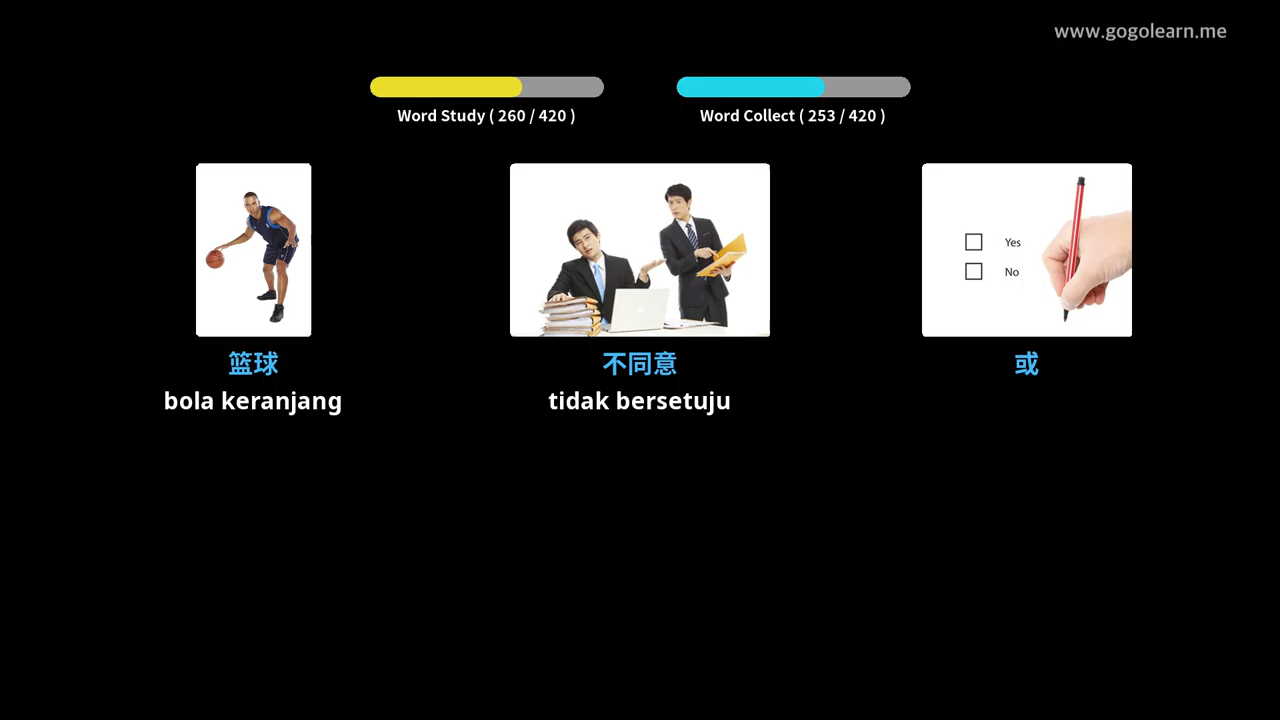 www.gogolearn.me
Word Study ( 260 / 420 )
Word Collect ( 253 / 420 )
Yes
No
篮球
不同意
或
bola keranjang
tidak bersetuju